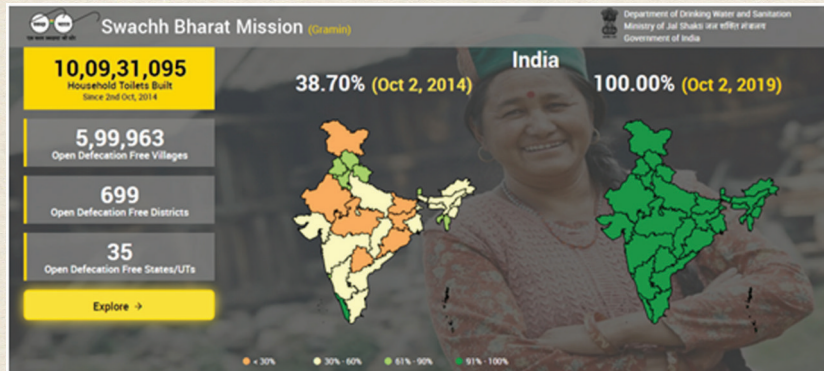 Swachh Bharat Mission (Gramin)
Department of Drinking Water and Sanitation
Ministry of Jal Shakti जल शक्ति मंत्रालय
Government of India
10,09,31,095
Household Toilets Built
Since 2nd Oct, 2014
5,99,963
Open Defecation Free Villages
699
Open Defecation Free Districts
35
Open Defecation Free States/UTs
Explore →
India
38.70% (Oct 2, 2014)
100.00% (Oct 2, 2019)
< 30%
30% - 60%
61% - 90%
91% - 100%